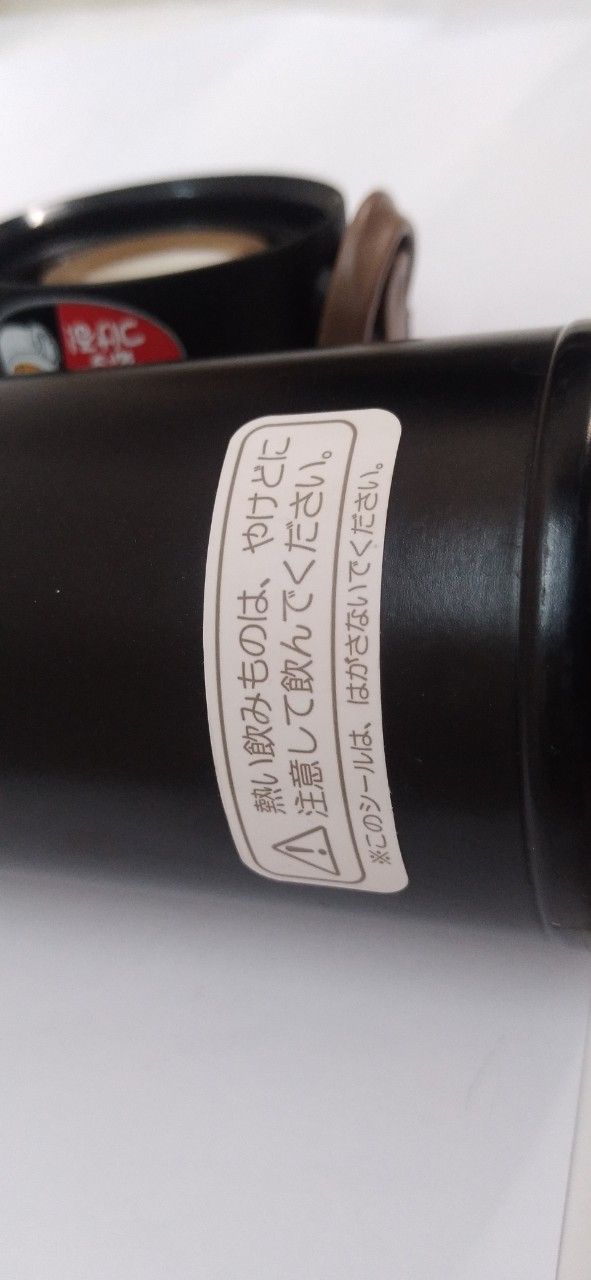 熱い飲みものは、やけどに
注意して飲んでください。
※このシールは、はがさないでください。